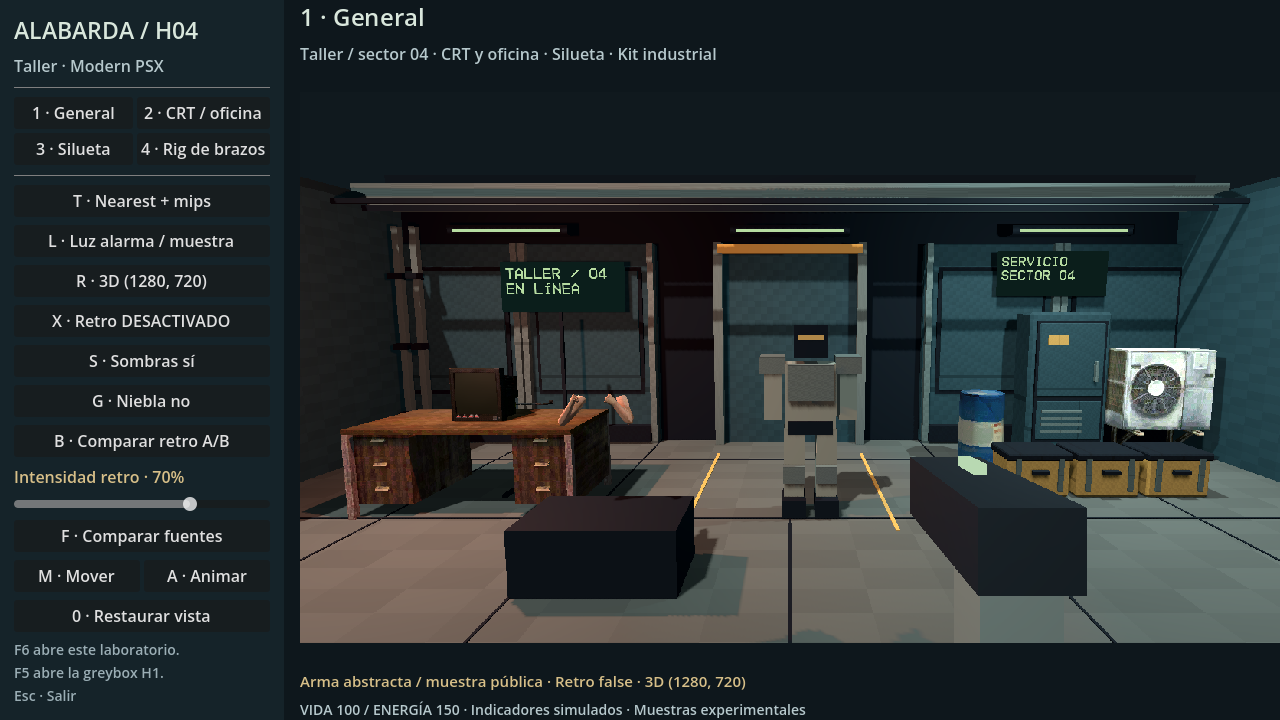 ALABARDA / H04
Taller · Modern PSX
1 · General
2 · CRT / oficina
3 · Silueta
4 · Rig de brazos
T · Nearest + mips
L · Luz alarma / muestra
R · 3D (1280, 720)
X · Retro DESACTIVADO
S · Sombras sí
G · Niebla no
B · Comparar retro A/B
Intensidad retro · 70%
F · Comparar fuentes
M · Mover
A · Animar
0 · Restaurar vista
F6 abre este laboratorio.
F5 abre la greybox H1.
Esc · Salir
1 · General
Taller / sector 04 · CRT y oficina · Silueta · Kit industrial
TALLER / 04
EN LÍNEA
SERVICIO
SECTOR 04
Arma abstracta / muestra pública · Retro false · 3D (1280, 720)
VIDA 100 / ENERGÍA 150 · Indicadores simulados · Muestras experimentales